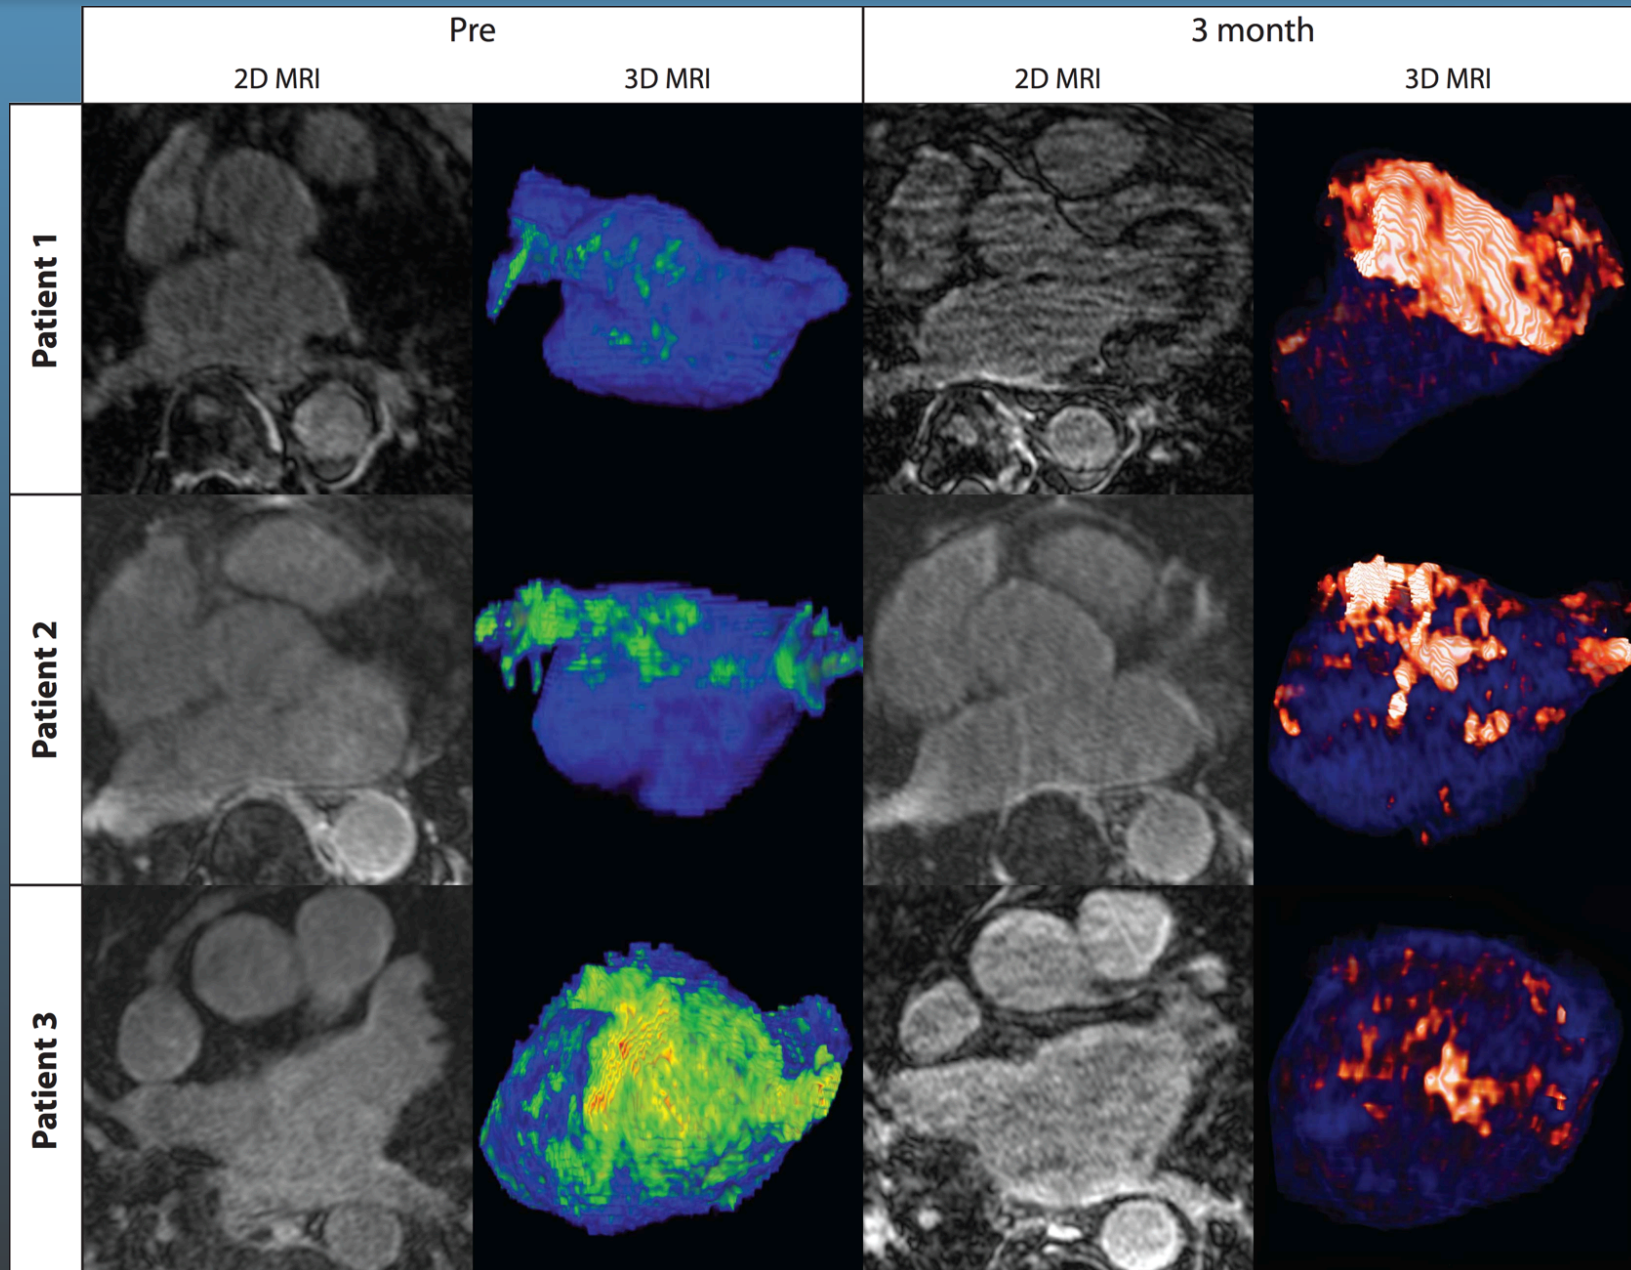 Pre
3 month
2D MRI
3D MRI
2D MRI
3D MRI
Patient 1
Patient 2
Patient 3